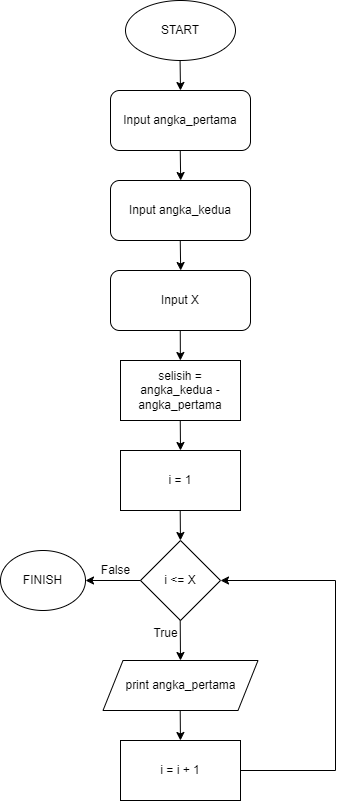 START
Input angka_pertama
Input angka_kedua
Input X
selisih =
angka_kedua -
angka_pertama
i = 1
i <= X
False
FINISH
True
print angka_pertama
i = i + 1